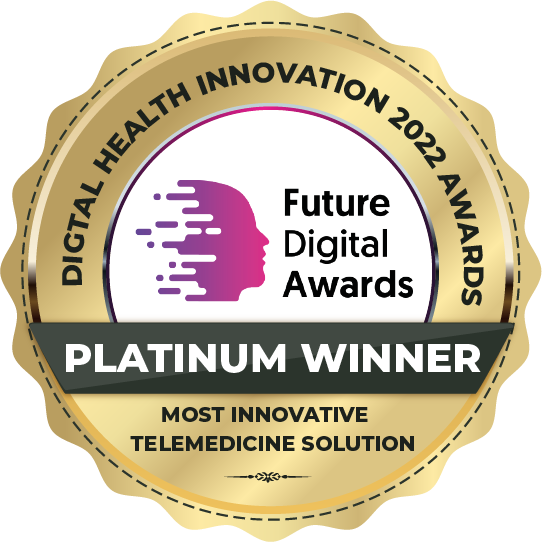 DIGTAL HEALTH INNOVATION 2022 AWARDS
Future
Digital
Awards
PLATINUM WINNER
MOST INNOVATIVE
TELEMEDICINE SOLUTION